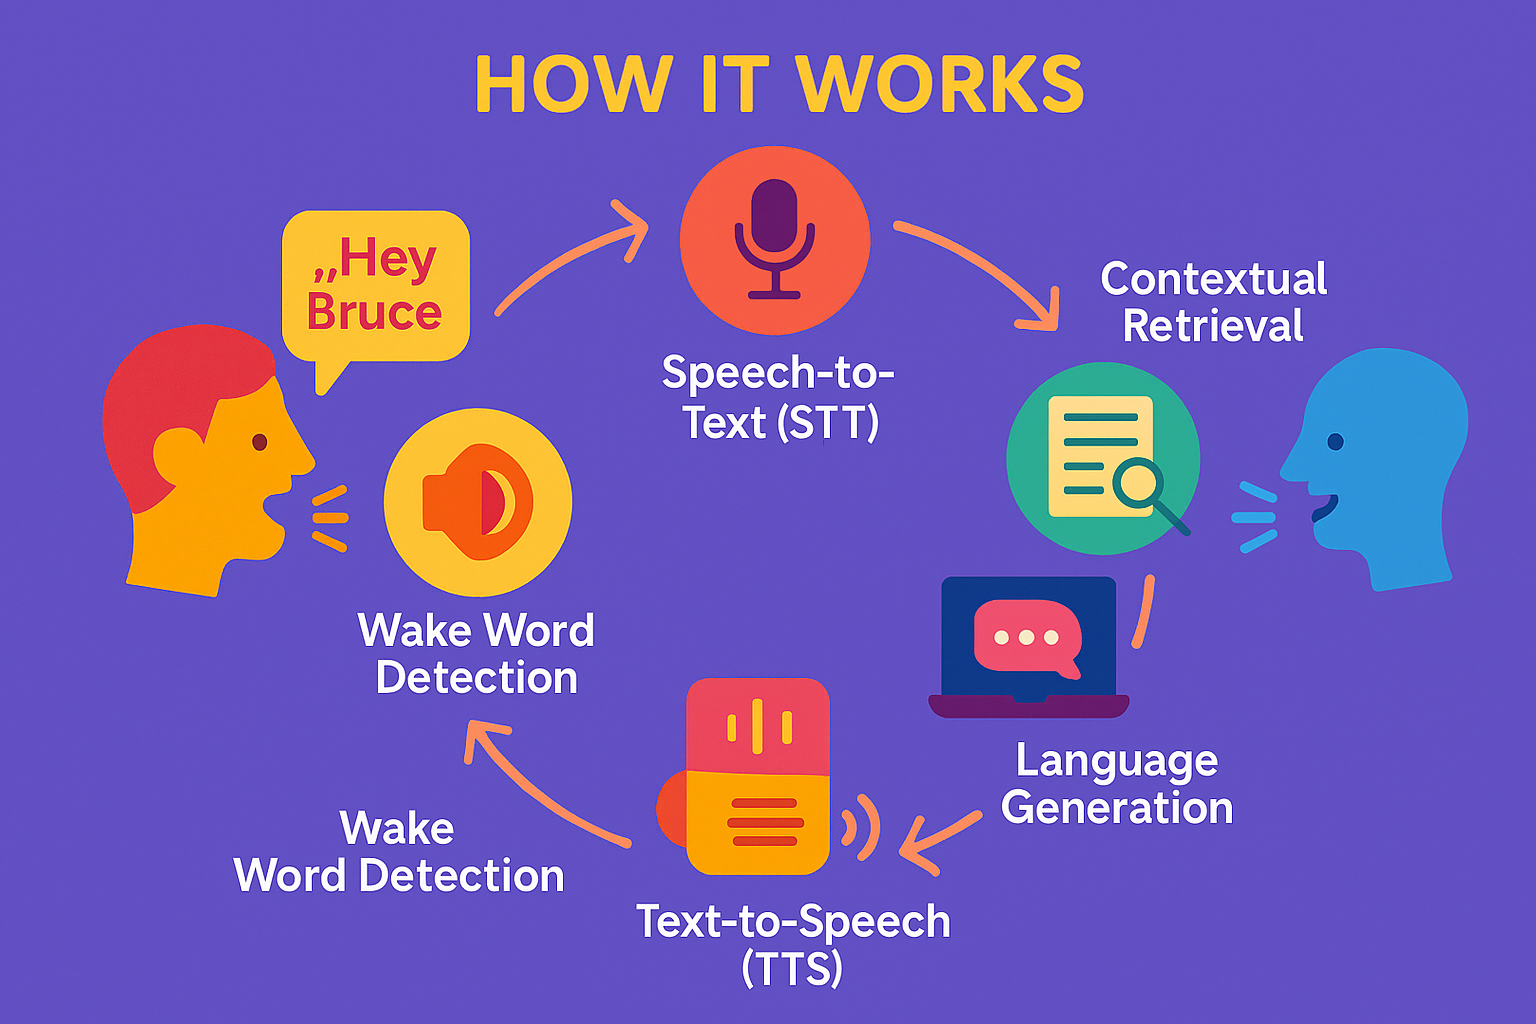 HOW IT WORKS
„Hey
Bruce
Speech-to-
Text (STT)
Contextual
Retrieval
Wake Word
Detection
Language
Generation
Wake
Word Detection
Text-to-Speech
(TTS)